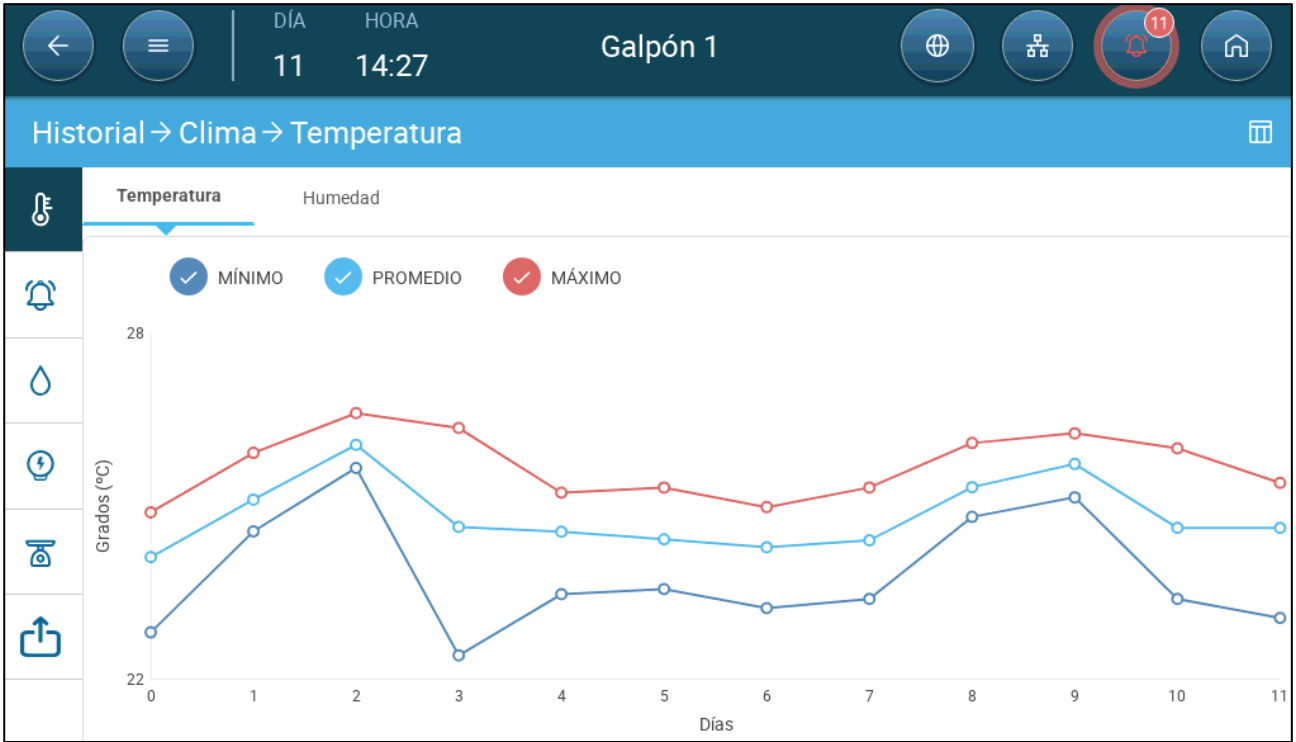 DÍA HORA
11 14:27
Galpón 1
11
Historial → Clima → Temperatura
Temperatura Humedad
MÍNIMO PROMEDIO MÁXIMO
28
Grados (ºC)
22
0 1 2 3 4 5 6 7 8 9 10 11
Días